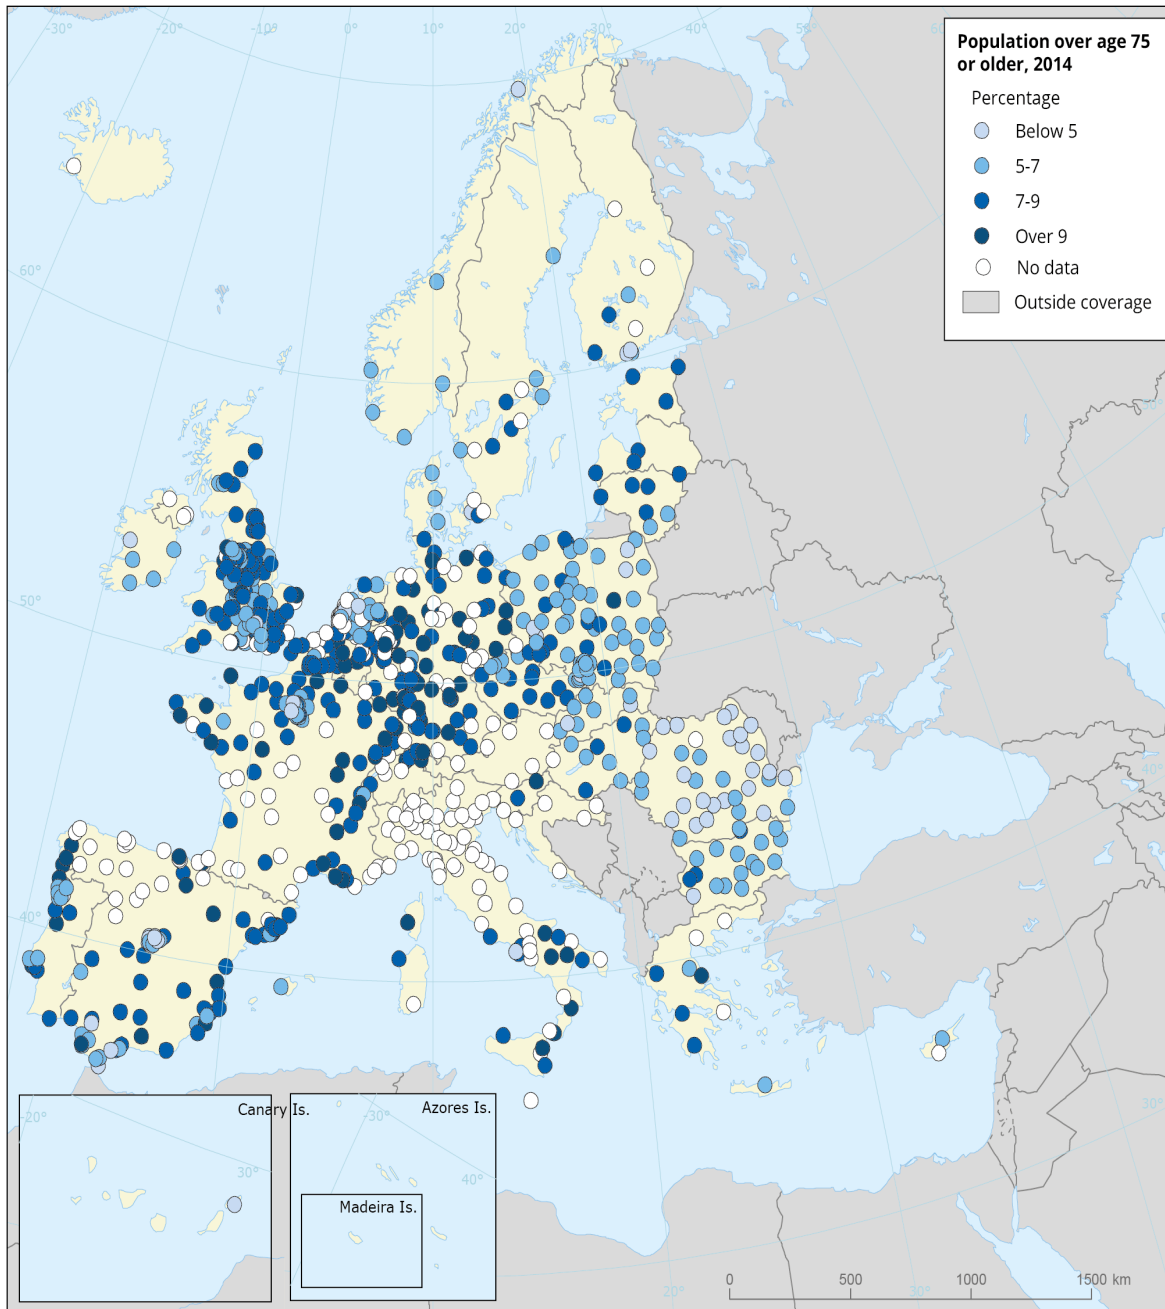 -30°
-20°
-10°
0°
10°
20°
30°
40°
50°
Population over age 75
or older, 2014
Percentage
Below 5
5-7
7-9
Over 9
No data
Outside coverage
60°
50°
40°
40°
30°
Canary Is.
-20°
30°
Azores Is.
-30°
40°
Madeira Is.
20°
30°
0
500
1000
1500 km